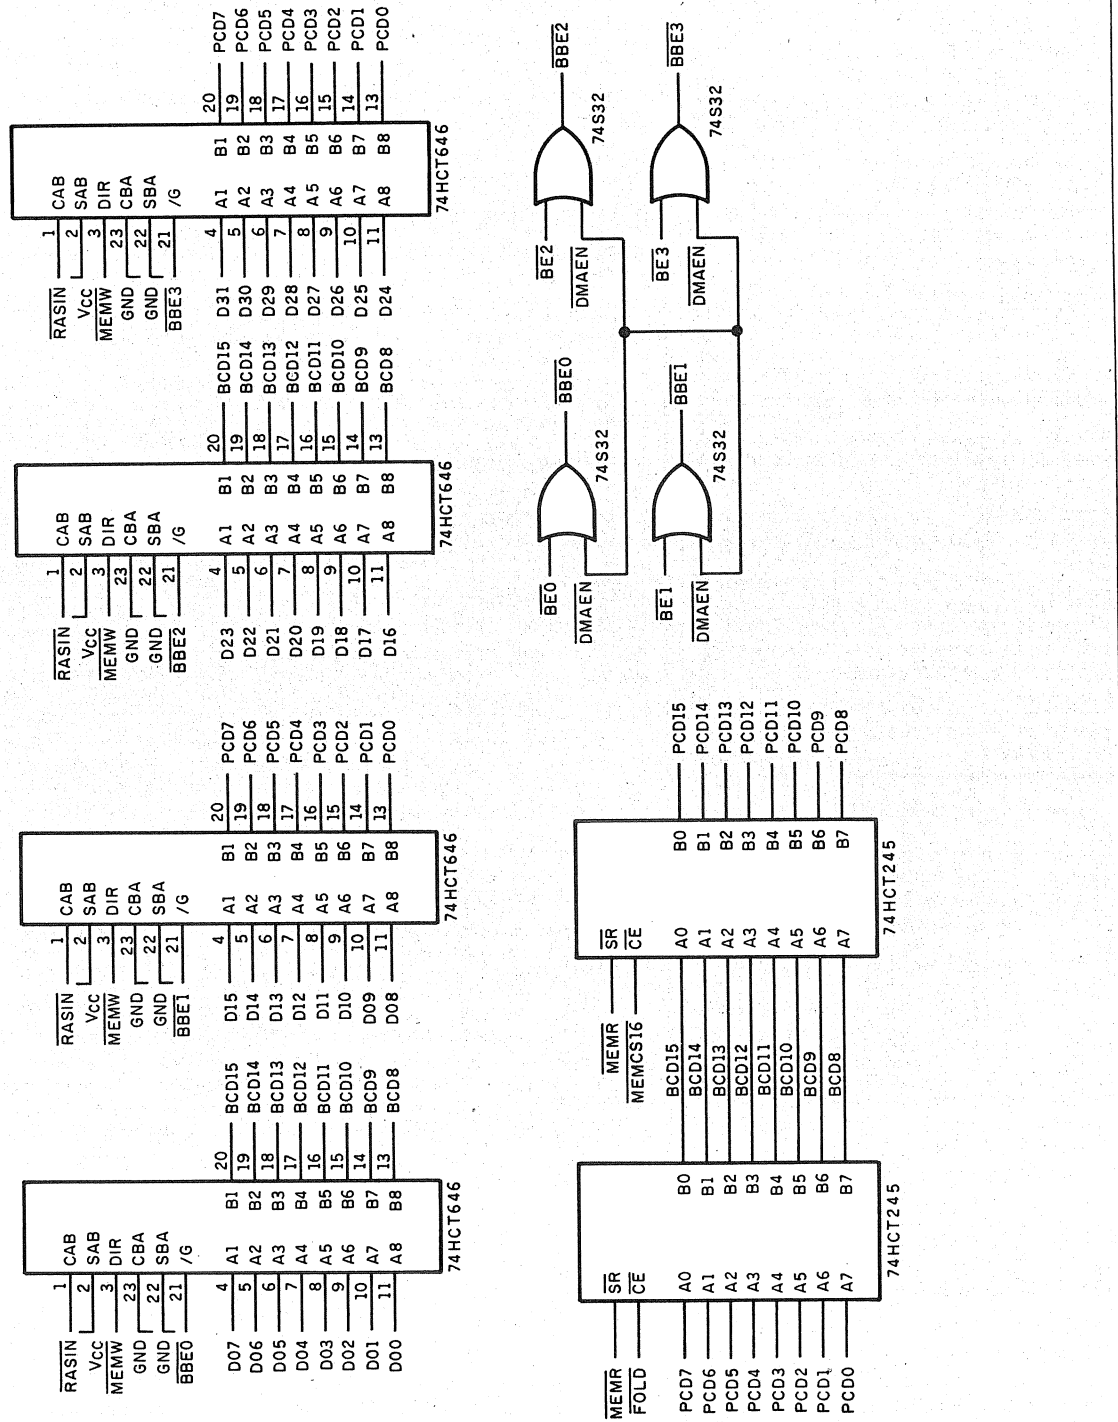 RASIN 1 CAB
Vcc 2 SAB
MEMW 3 DIR
GND 23 CBA
GND 22 SBA
BBE0 21 /G
D07 4 A1 B1 20 BCD15
D06 5 A2 B2 19 BCD14
D05 6 A3 B3 18 BCD13
D04 7 A4 B4 17 BCD12
D03 8 A5 B5 16 BCD11
D02 9 A6 B6 15 BCD10
D01 10 A7 B7 14 BCD9
D00 11 A8 B8 13 BCD8
74HCT646
RASIN 1 CAB
Vcc 2 SAB
MEMW 3 DIR
GND 23 CBA
GND 22 SBA
BBE1 21 /G
D15 4 A1 B1 20 PCD7
D14 5 A2 B2 19 PCD6
D13 6 A3 B3 18 PCD5
D12 7 A4 B4 17 PCD4
D11 8 A5 B5 16 PCD3
D10 9 A6 B6 15 PCD2
D09 10 A7 B7 14 PCD1
D08 11 A8 B8 13 PCD0
74HCT646
RASIN 1 CAB
Vcc 2 SAB
MEMW 3 DIR
GND 23 CBA
GND 22 SBA
BBE2 21 /G
D23 4 A1 B1 20 BCD15
D22 5 A2 B2 19 BCD14
D21 6 A3 B3 18 BCD13
D20 7 A4 B4 17 BCD12
D19 8 A5 B5 16 BCD11
D18 9 A6 B6 15 BCD10
D17 10 A7 B7 14 BCD9
D16 11 A8 B8 13 BCD8
74HCT646
RASIN 1 CAB
Vcc 2 SAB
MEMW 3 DIR
GND 23 CBA
GND 22 SBA
BBE3 21 /G
D31 4 A1 B1 20 PCD7
D30 5 A2 B2 19 PCD6
D29 6 A3 B3 18 PCD5
D28 7 A4 B4 17 PCD4
D27 8 A5 B5 16 PCD3
D26 9 A6 B6 15 PCD2
D25 10 A7 B7 14 PCD1
D24 11 A8 B8 13 PCD0
74HCT646
MEMR SR
FOLD CE
PCD7 A0 B0 BCD15
PCD6 A1 B1 BCD14
PCD5 A2 B2 BCD13
PCD4 A3 B3 BCD12
PCD3 A4 B4 BCD11
PCD2 A5 B5 BCD10
PCD1 A6 B6 BCD9
PCD0 A7 B7 BCD8
74HCT245
MEMR SR
MEMCS16 CE
A0 B0 PCD15
A1 B1 PCD14
A2 B2 PCD13
A3 B3 PCD12
A4 B4 PCD11
A5 B5 PCD10
A6 B6 PCD9
A7 B7 PCD8
74HCT245
BE0 BBE0
DMAEN 74S32
BE2 BBE2
DMAEN 74S32
BE1 BBE1
DMAEN 74S32
BE3 BBE3
DMAEN 74S32